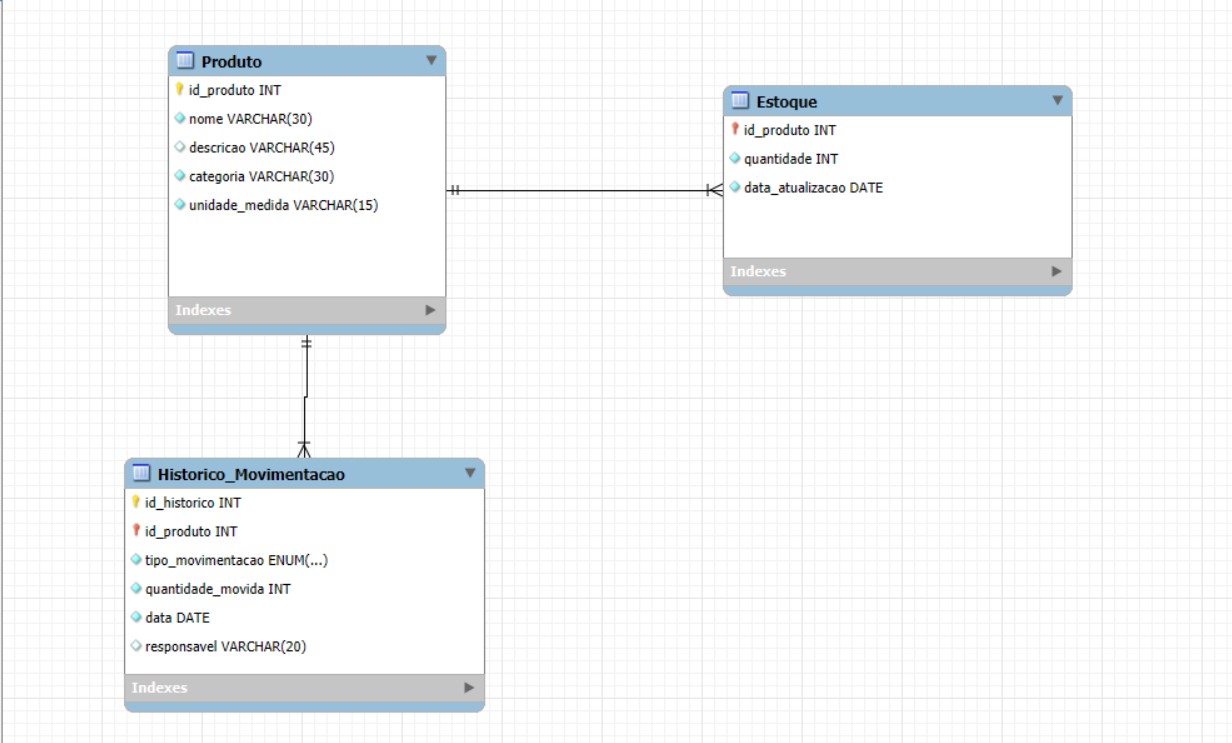 Produto
id_produto INT
nome VARCHAR(30)
descricao VARCHAR(45)
categoria VARCHAR(30)
unidade_medida VARCHAR(15)
Indexes
Estoque
id_produto INT
quantidade INT
data_atualizacao DATE
Indexes
Historico_Movimentacao
id_historico INT
id_produto INT
tipo_movimentacao ENUM(...)
quantidade_movida INT
data DATE
responsavel VARCHAR(20)
Indexes